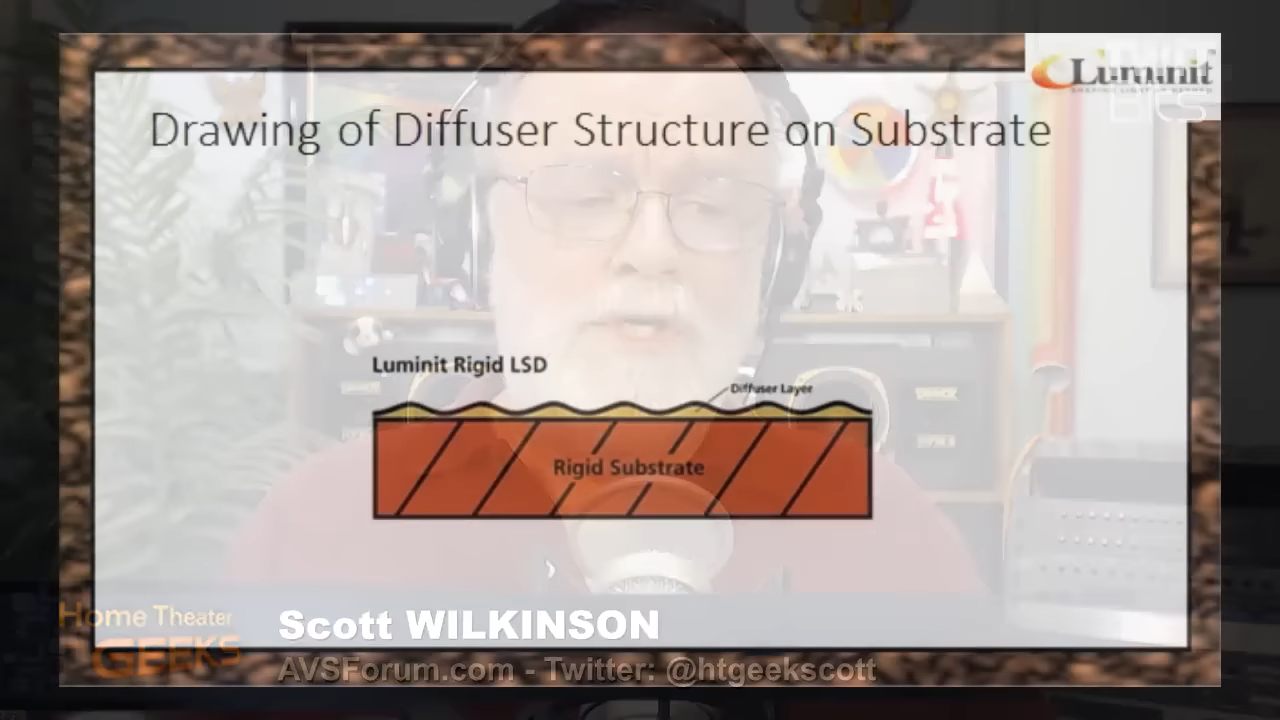 Luminit
Drawing of Diffuser Structure on Substrate
Luminit Rigid LSD
Diffuser Layer
Rigid Substrate
Home Theater
GEEKS
Scott WILKINSON
AVSForum.com - Twitter: @htgeekscott